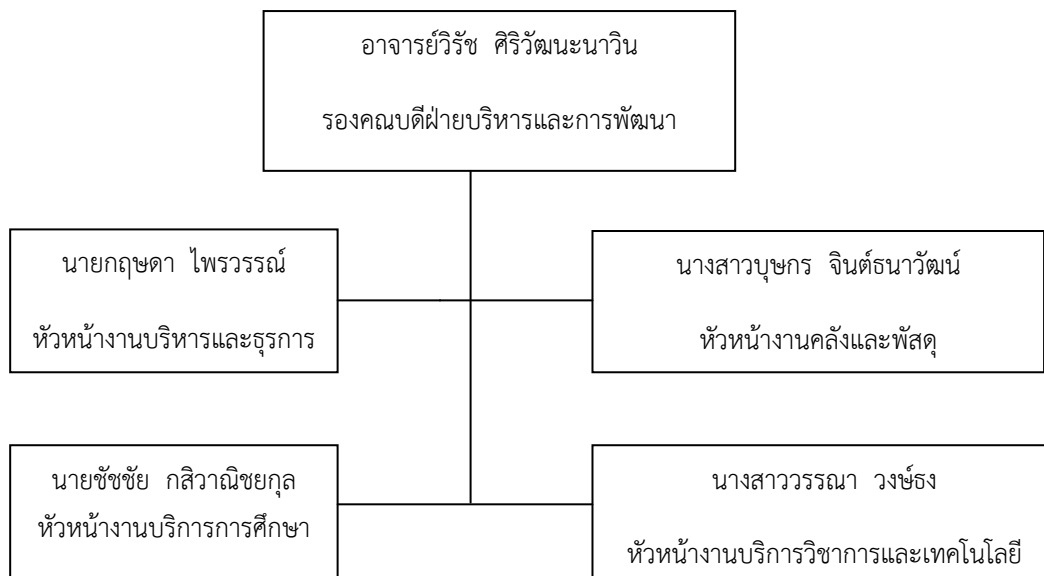 อาจารย์วิรัช ศิริวัฒนะนาวิน
รองคณบดีฝ่ายบริหารและการพัฒนา
นายกฤษดา ไพรวรรณ์
หัวหน้างานบริหารและธุรการ
นางสาวบุษกร จินต์ธนาวัฒน์
หัวหน้างานคลังและพัสดุ
นายชัชชัย กสิวาณิชยกุล
หัวหน้างานบริการการศึกษา
นางสาววรรณา วงษ์ธง
หัวหน้างานบริการวิชาการและเทคโนโลยี